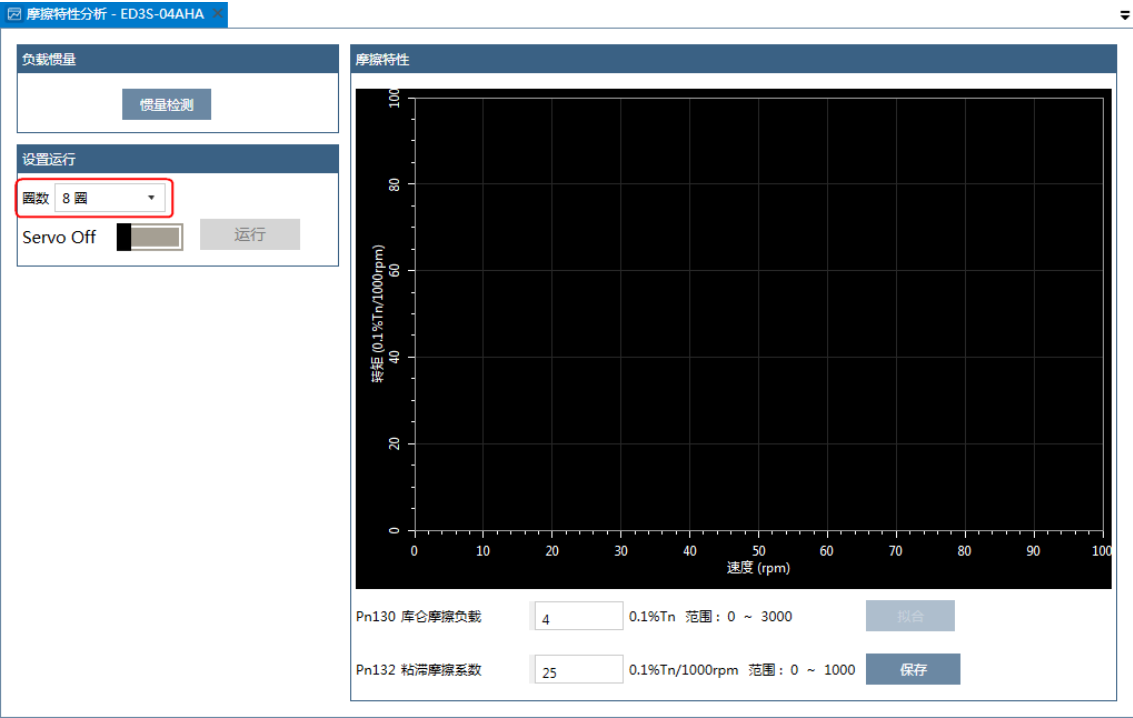 摩擦特性分析 - ED3S-04AHA
负载惯量
惯量检测
设置运行
圈数 8 圈
Servo Off 运行
摩擦特性
100
80
60
40
20
0
转矩 (0.1%Tn/1000rpm)
0 10 20 30 40 50 60 70 80 90 100
速度 (rpm)
Pn130 库仑摩擦负载 4 0.1%Tn 范围：0 ~ 3000 拟合
Pn132 粘滞摩擦系数 25 0.1%Tn/1000rpm 范围：0 ~ 1000 保存